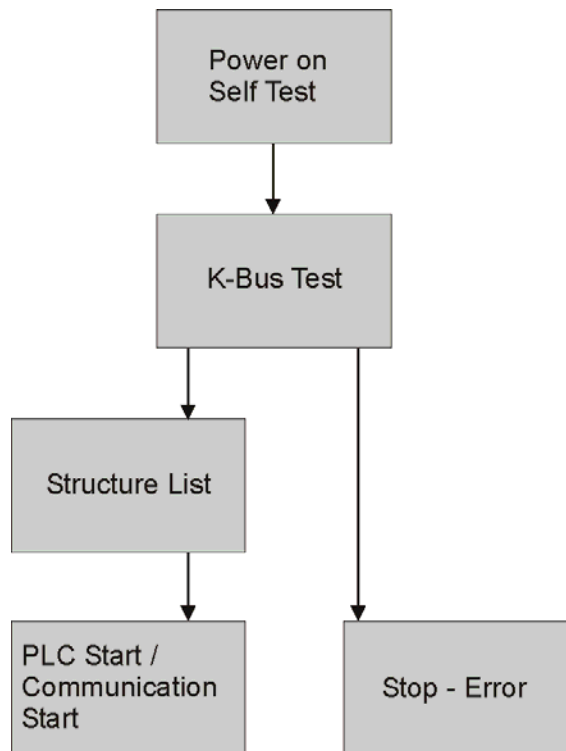 Power on
Self Test
K-Bus Test
Structure List
PLC Start /
Communication
Start
Stop - Error